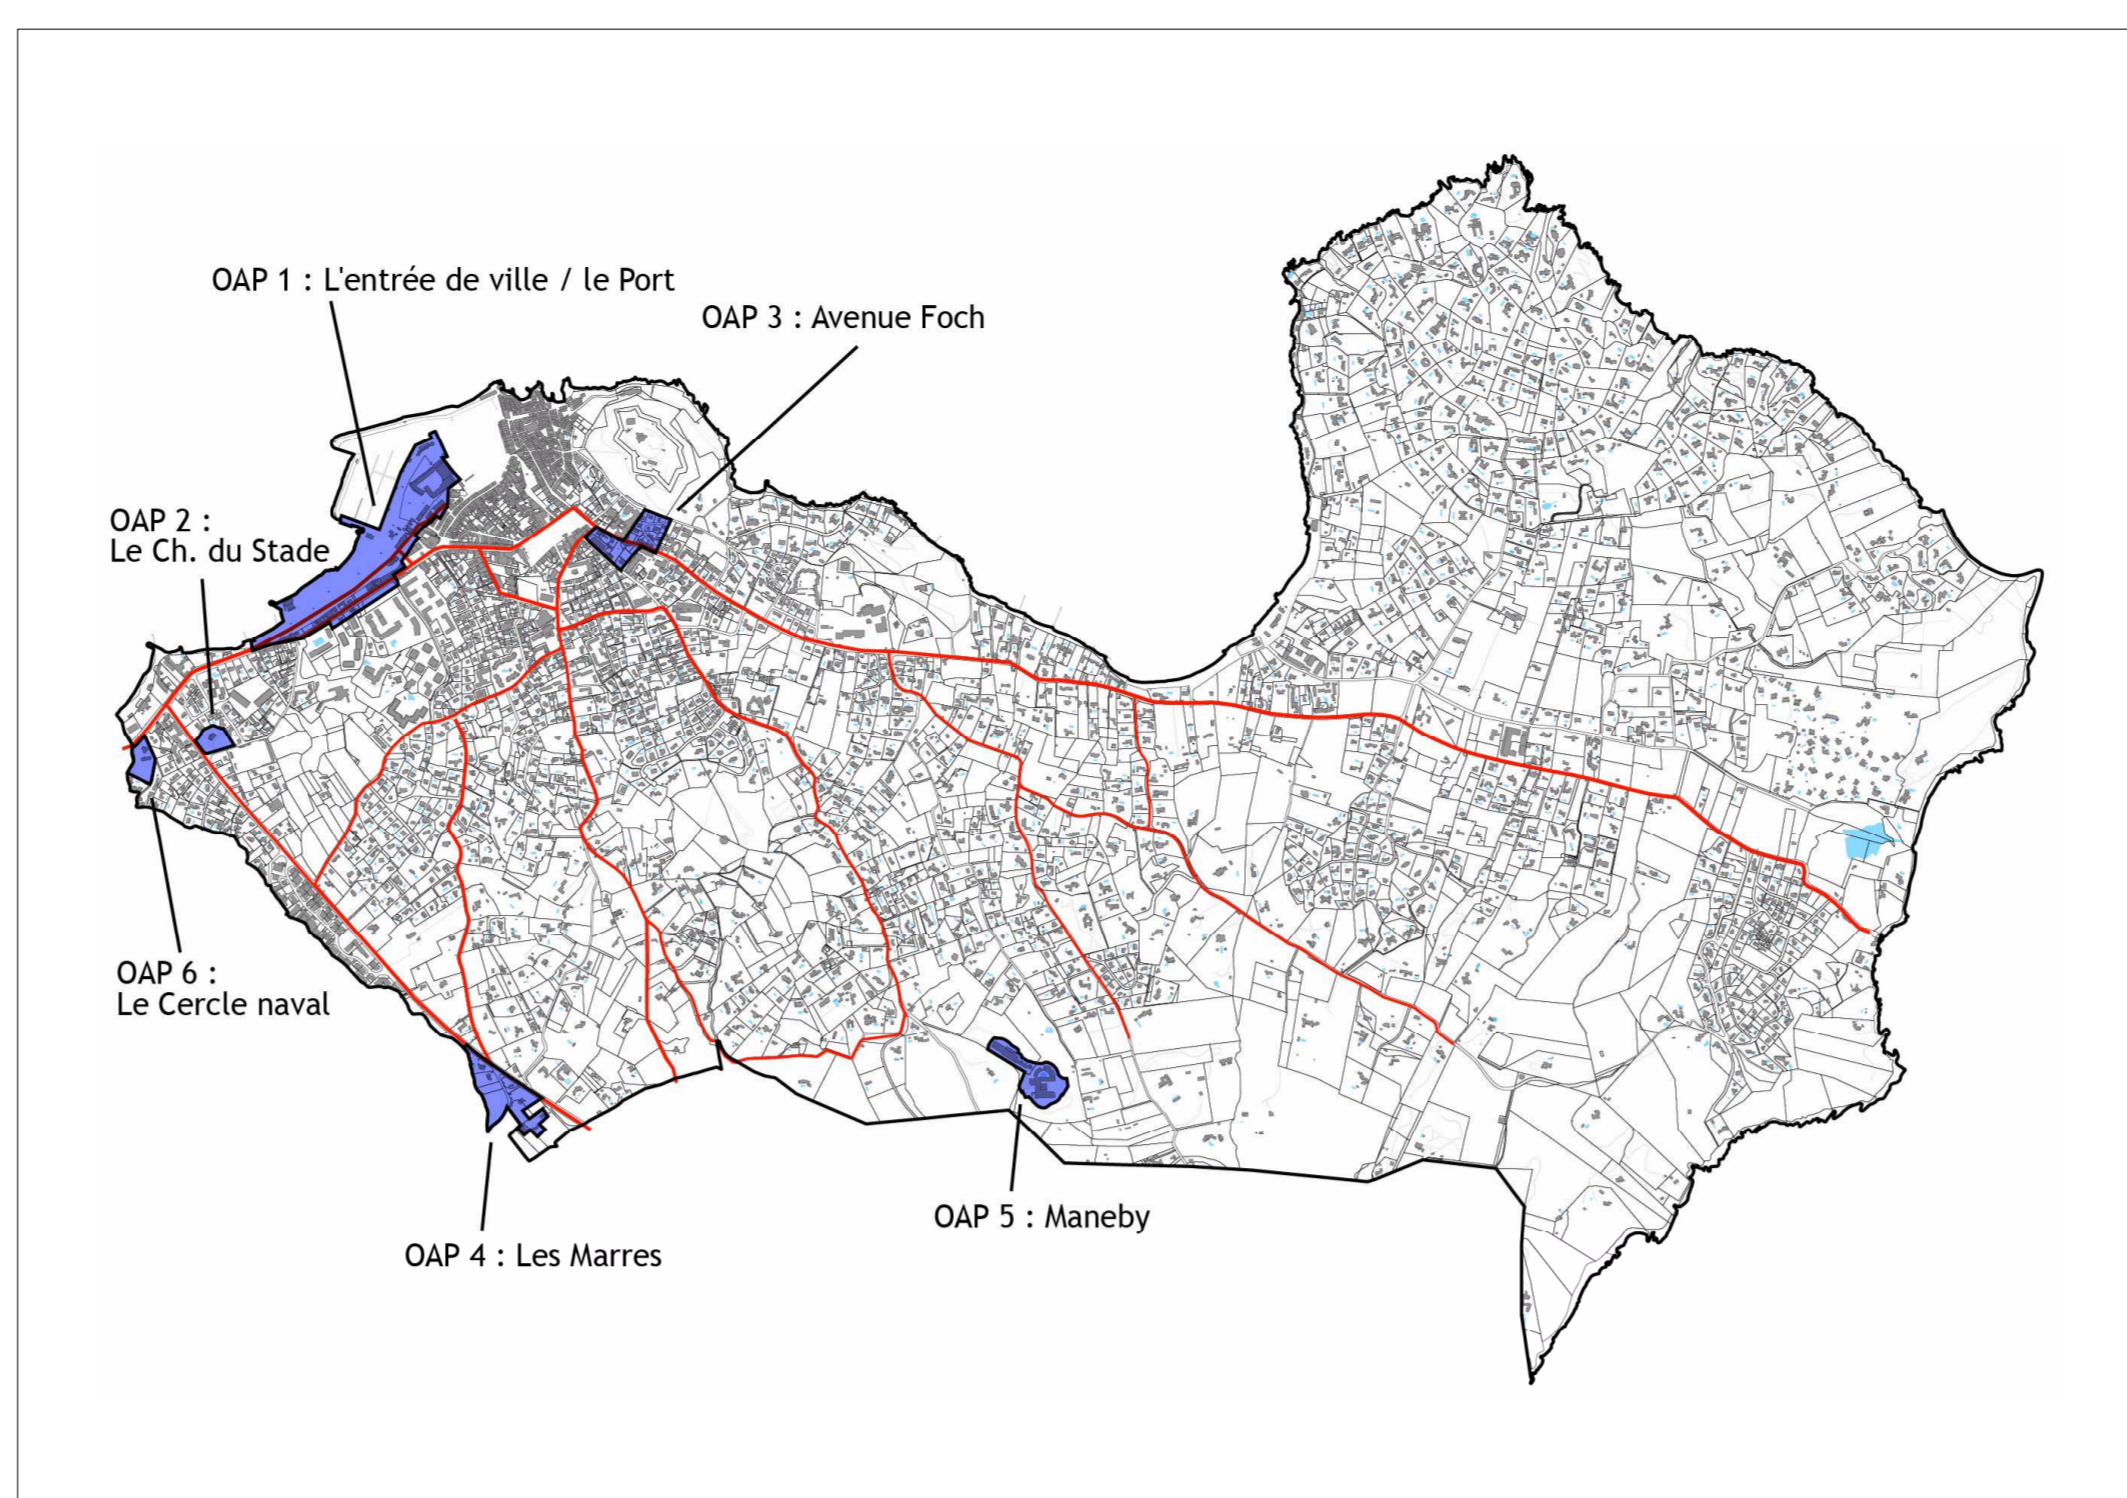 OAP 1 : L'entrée de ville / le Port
OAP 3 : Avenue Foch
OAP 2 :
Le Ch. du Stade
OAP 6 :
Le Cercle naval
OAP 5 : Maneby
OAP 4 : Les Marres